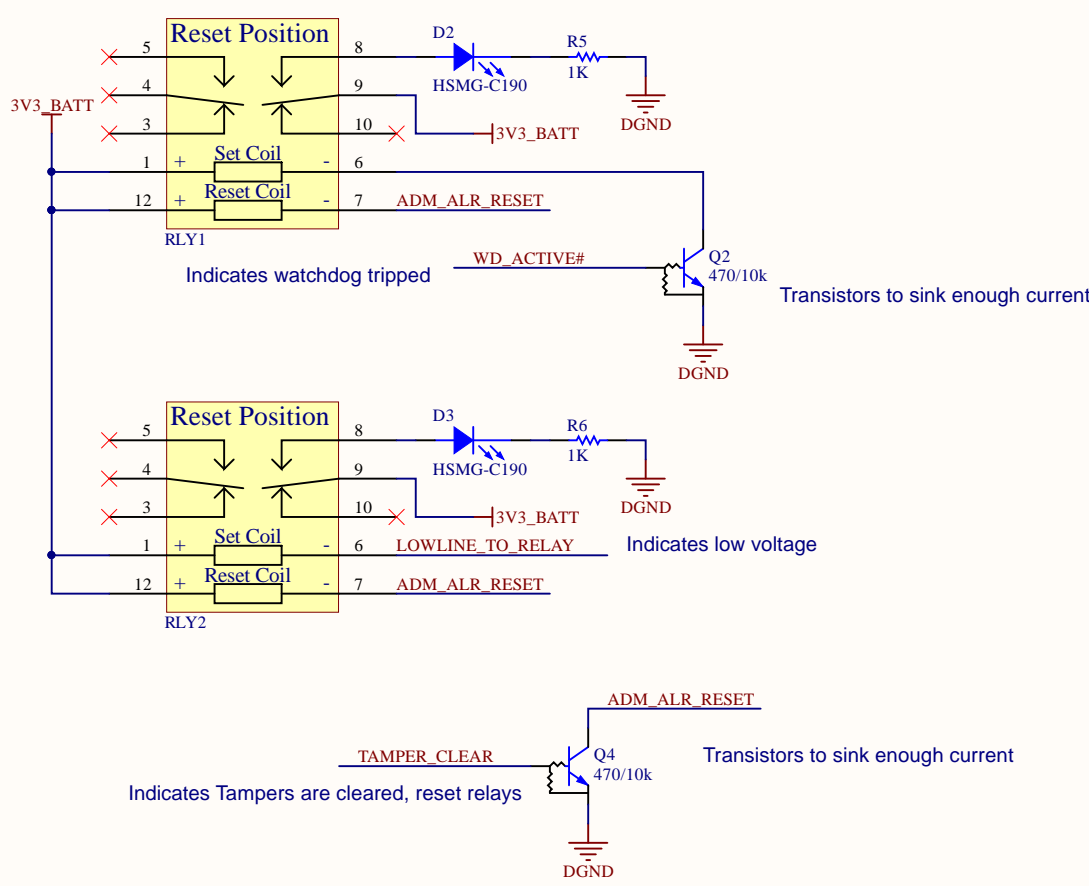 Reset Position
5
8
D2
HSMG-C190
R5
1K
DGND
4
9
3V3_BATT
3
10
3V3_BATT
1
+
Set Coil
-
6
12
+
Reset Coil
-
7
ADM_ALR_RESET
RLY1
Indicates watchdog tripped
WD_ACTIVE#
Q2
470/10k
Transistors to sink enough current
DGND
Reset Position
5
8
D3
HSMG-C190
R6
1K
DGND
4
9
3
10
3V3_BATT
1
+
Set Coil
-
6
LOWLINE_TO_RELAY
Indicates low voltage
12
+
Reset Coil
-
7
ADM_ALR_RESET
RLY2
ADM_ALR_RESET
TAMPER_CLEAR
Q4
470/10k
Transistors to sink enough current
Indicates Tampers are cleared, reset relays
DGND